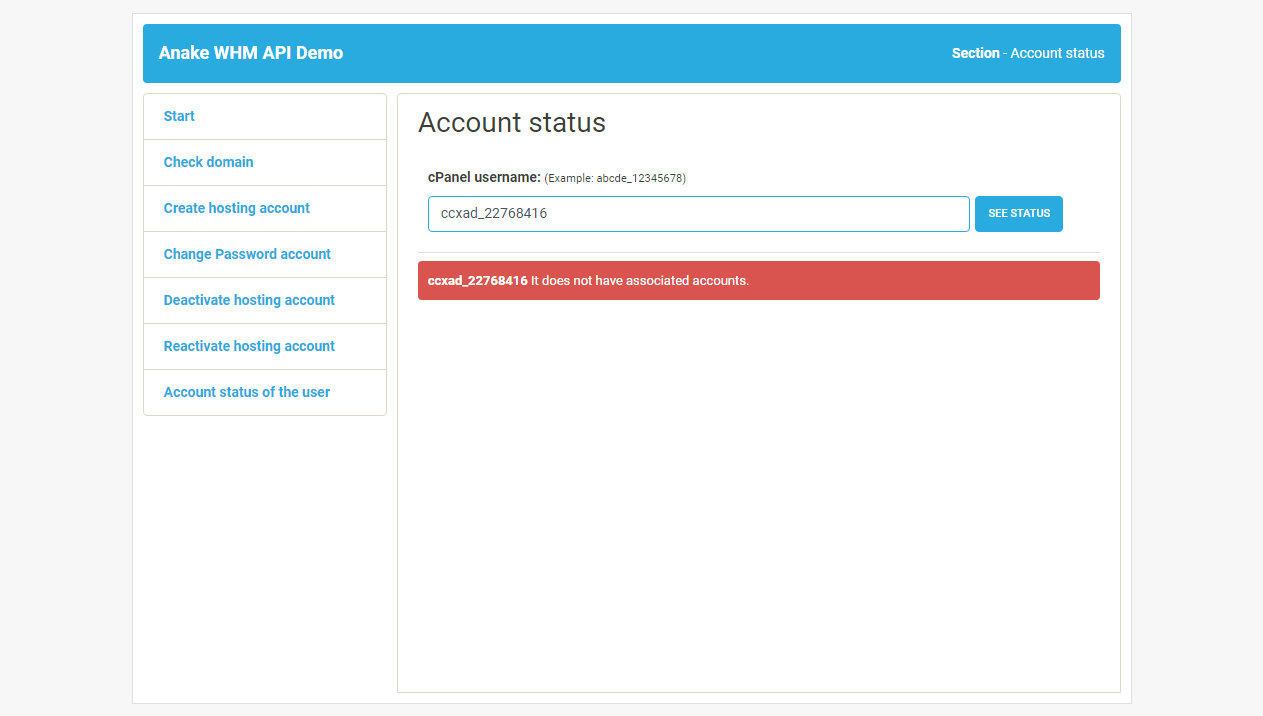 Anake WHM API Demo
Section - Account status
Start
Check domain
Create hosting account
Change Password account
Deactivate hosting account
Reactivate hosting account
Account status of the user
Account status
cPanel username: (Example: abcde_12345678)
ccxad_22768416
SEE STATUS
ccxad_22768416 It does not have associated accounts.